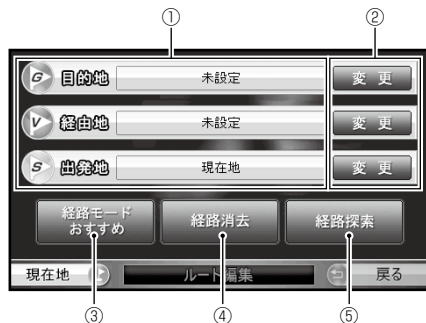 ① ②
G 目的地 未設定 変更
V 経由地 未設定 変更
S 出発地 現在地 変更
経路モード
おすすめ
経路消去 経路探索
現在地 ルート編集 戻る
③ ④ ⑤